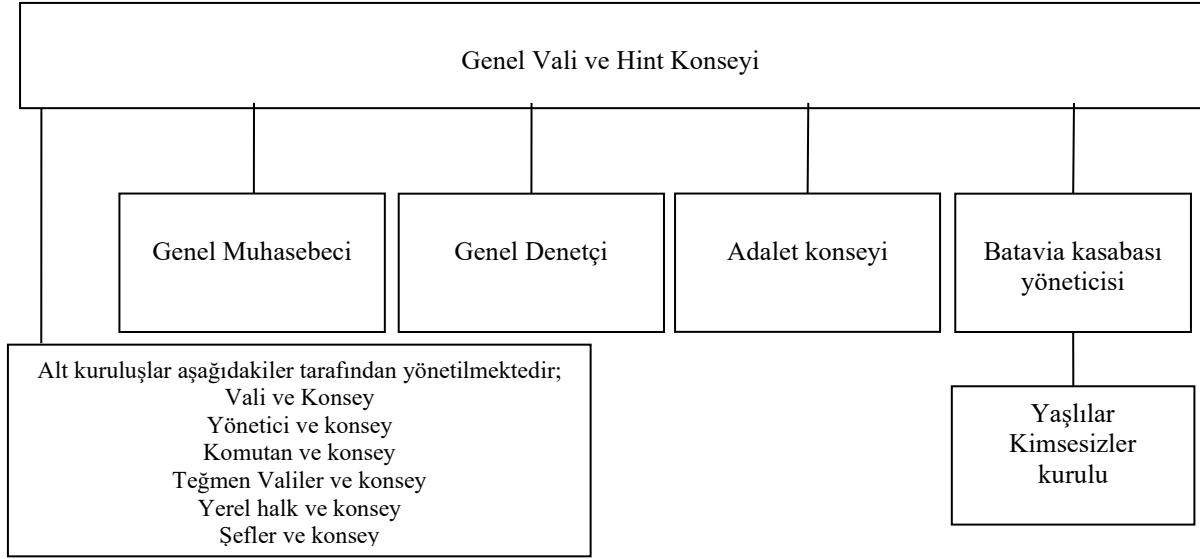 Genel Vali ve Hint Konseyi
Genel Muhasebeci
Genel Denetçi
Adalet konseyi
Batavia kasabası
yöneticisi
Alt kuruluşlar aşağıdakiler tarafından yönetilmektedir;
Vali ve Konsey
Yönetici ve konsey
Komutan ve konsey
Teğmen Valiler ve konsey
Yerel halk ve konsey
Şefler ve konsey
Yaşlılar
Kimsesizler
kurulu